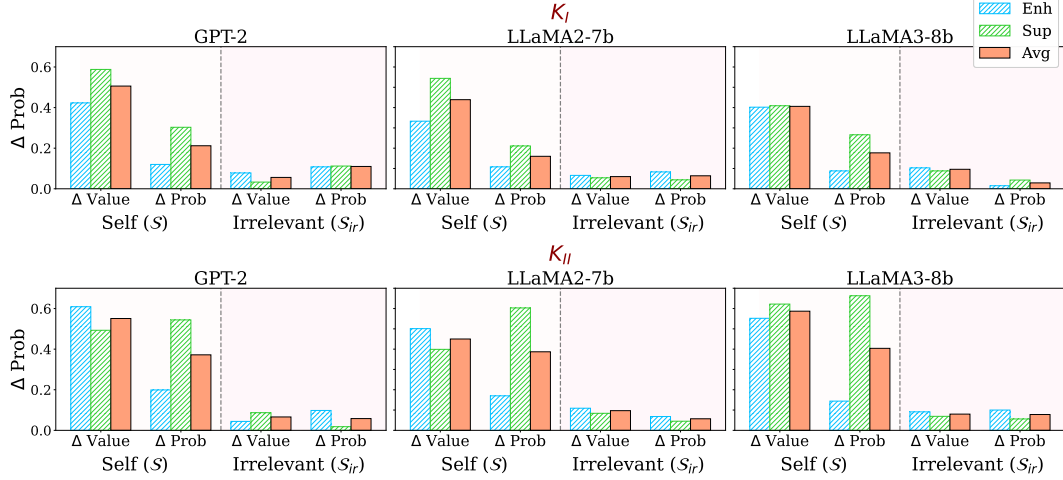 K_I
GPT-2
LLaMA2-7b
LLaMA3-8b
Enh
Sup
Avg
Δ Prob
0.6
0.4
0.2
0.0
Δ Value Δ Prob Δ Value Δ Prob
Self (S) Irrelevant (S_ir)
Δ Value Δ Prob Δ Value Δ Prob
Self (S) Irrelevant (S_ir)
Δ Value Δ Prob Δ Value Δ Prob
Self (S) Irrelevant (S_ir)
K_II
GPT-2
LLaMA2-7b
LLaMA3-8b
Δ Prob
0.6
0.4
0.2
0.0
Δ Value Δ Prob Δ Value Δ Prob
Self (S) Irrelevant (S_ir)
Δ Value Δ Prob Δ Value Δ Prob
Self (S) Irrelevant (S_ir)
Δ Value Δ Prob Δ Value Δ Prob
Self (S) Irrelevant (S_ir)